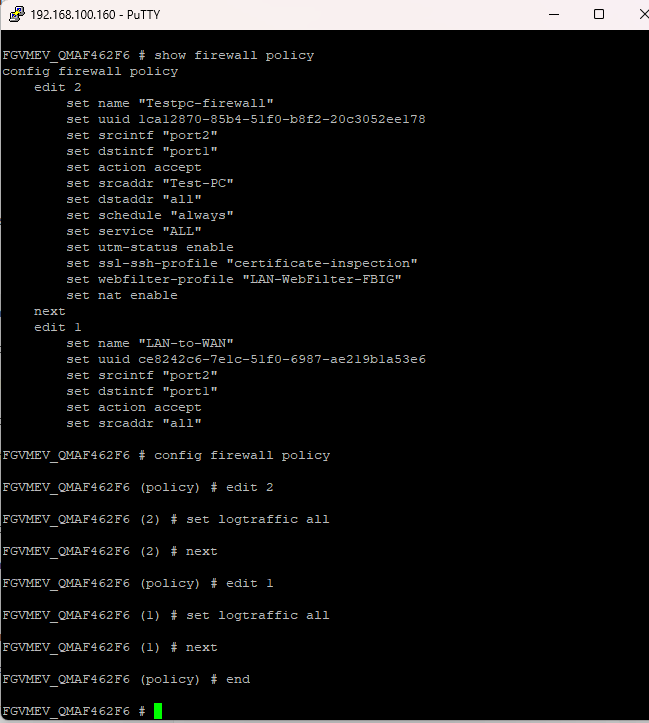 192.168.100.160 - PuTTY
FGVMEV_QMAF462F6 # show firewall policy
config firewall policy
    edit 2
        set name "Testpc-firewall"
        set uuid 1ca12870-85b4-51f0-b8f2-20c3052ee178
        set srcintf "port2"
        set dstintf "port1"
        set action accept
        set srcaddr "Test-PC"
        set dstaddr "all"
        set schedule "always"
        set service "ALL"
        set utm-status enable
        set ssl-ssh-profile "certificate-inspection"
        set webfilter-profile "LAN-WebFilter-FBIG"
        set nat enable
    next
    edit 1
        set name "LAN-to-WAN"
        set uuid ce8242c6-7e1c-51f0-6987-ae219b1a53e6
        set srcintf "port2"
        set dstintf "port1"
        set action accept
        set srcaddr "all"
FGVMEV_QMAF462F6 # config firewall policy
FGVMEV_QMAF462F6 (policy) # edit 2
FGVMEV_QMAF462F6 (2) # set logtraffic all
FGVMEV_QMAF462F6 (2) # next
FGVMEV_QMAF462F6 (policy) # edit 1
FGVMEV_QMAF462F6 (1) # set logtraffic all
FGVMEV_QMAF462F6 (1) # next
FGVMEV_QMAF462F6 (policy) # end
FGVMEV_QMAF462F6 #